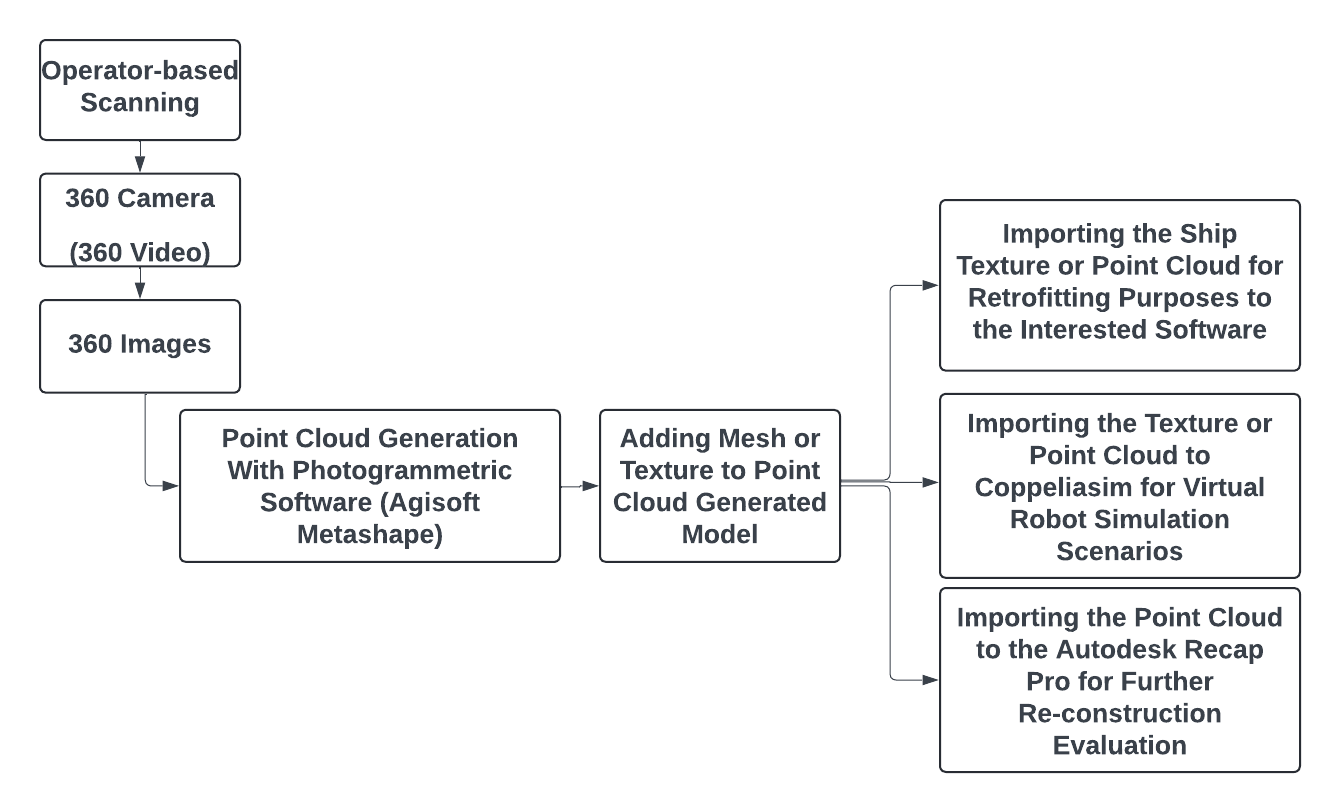 Operator-based
Scanning
360 Camera
(360 Video)
360 Images
Point Cloud Generation
With Photogrammetric
Software (Agisoft
Metashape)
Adding Mesh or
Texture to Point
Cloud Generated
Model
Importing the Ship
Texture or Point Cloud for
Retrofitting Purposes to
the Interested Software
Importing the Texture or
Point Cloud to
Coppeliasim for Virtual
Robot Simulation
Scenarios
Importing the Point Cloud
to the Autodesk Recap
Pro for Further
Re-construction
Evaluation